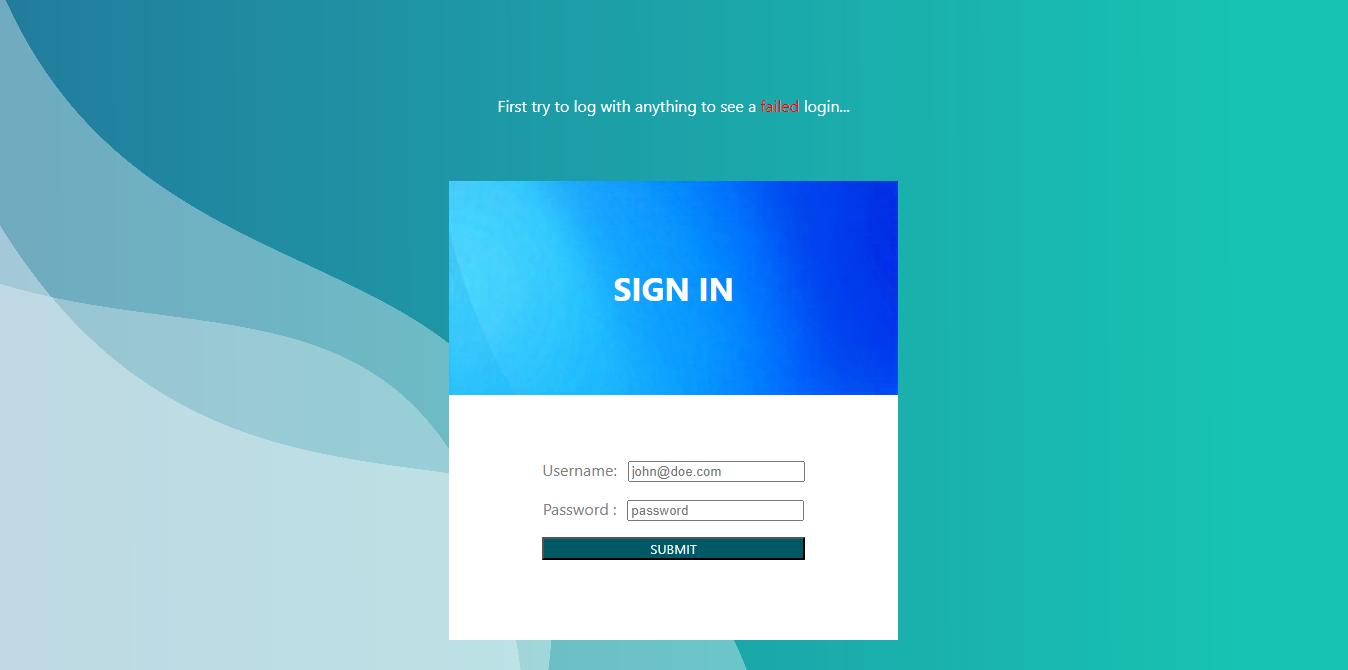 First try to log with anything to see a failed login...
SIGN IN
Username: john@doe.com
Password : password
SUBMIT